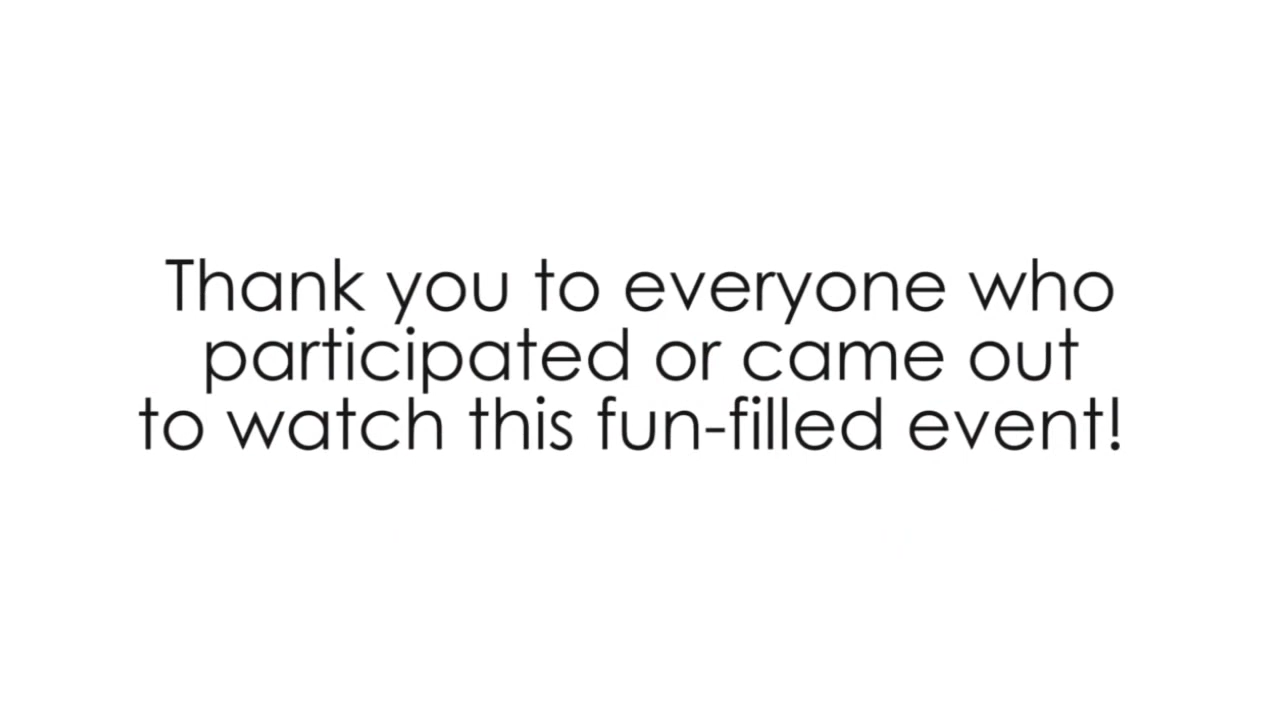 Thank you to everyone who
participated or came out
to watch this fun-filled event!